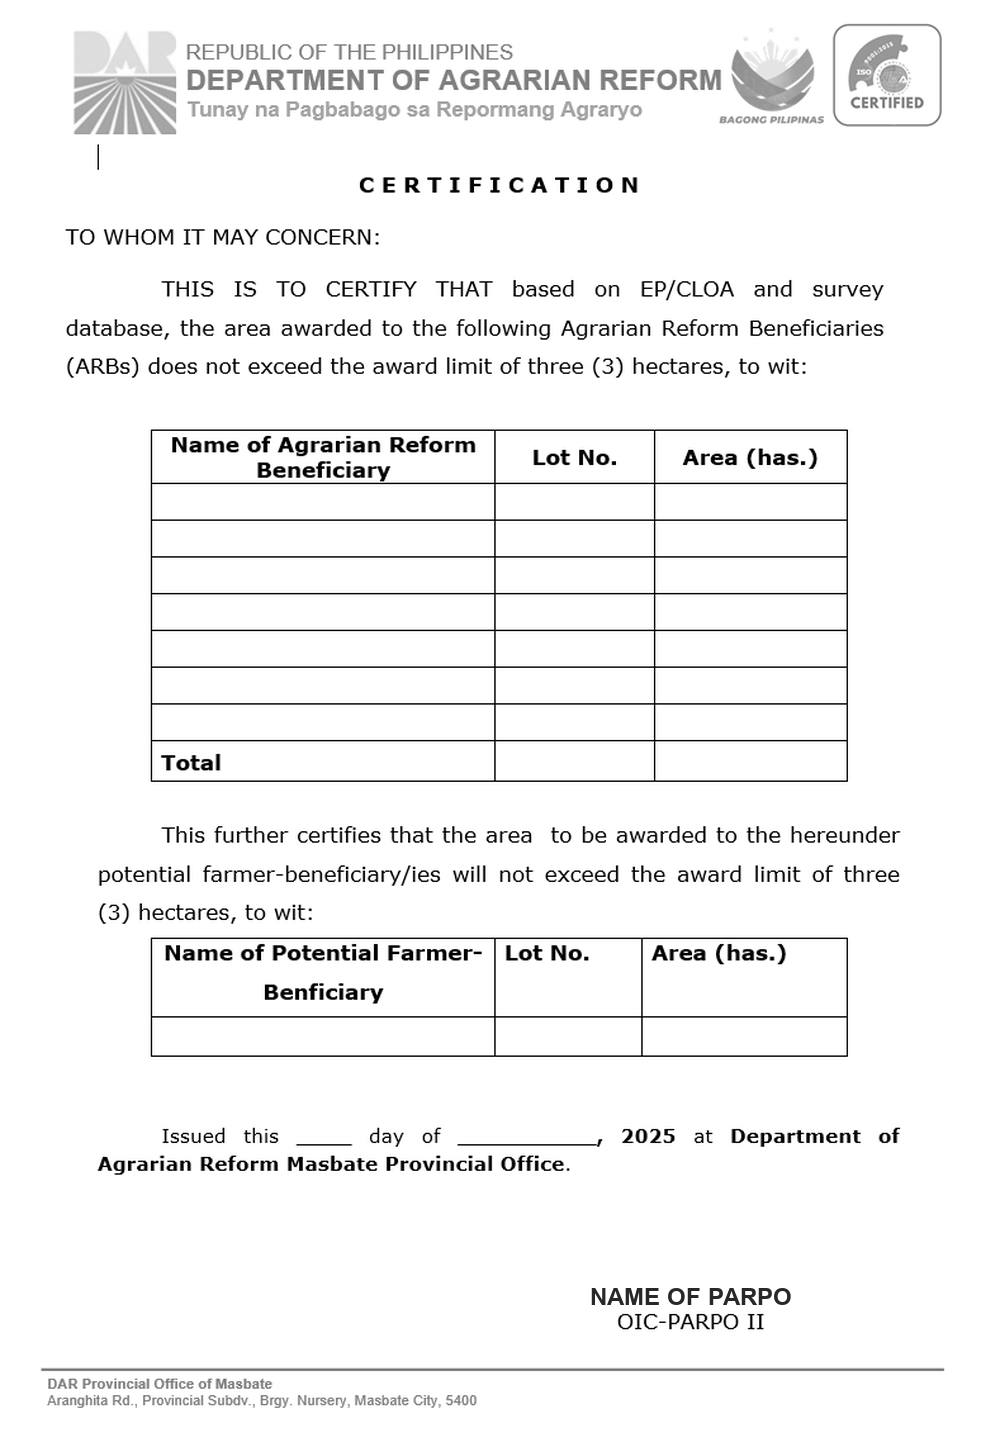 DAR
REPUBLIC OF THE PHILIPPINES
DEPARTMENT OF AGRARIAN REFORM
Tunay na Pagbabago sa Repormang Agraryo
BAGONG PILIPINAS
9001:2015
ISO
CERTIFIED
CERTIFICATION
TO WHOM IT MAY CONCERN:
THIS IS TO CERTIFY THAT based on EP/CLOA and survey
database, the area awarded to the following Agrarian Reform Beneficiaries
(ARBs) does not exceed the award limit of three (3) hectares, to wit:
Name of Agrarian Reform
Beneficiary
Lot No.
Area (has.)
Total
This further certifies that the area to be awarded to the hereunder
potential farmer-beneficiary/ies will not exceed the award limit of three
(3) hectares, to wit:
Name of Potential Farmer-
Benficiary
Lot No.
Area (has.)
Issued this _____ day of _____________, 2025 at Department of
Agrarian Reform Masbate Provincial Office.
NAME OF PARPO
OIC-PARPO II
DAR Provincial Office of Masbate
Aranghita Rd., Provincial Subdv., Brgy. Nursery, Masbate City, 5400